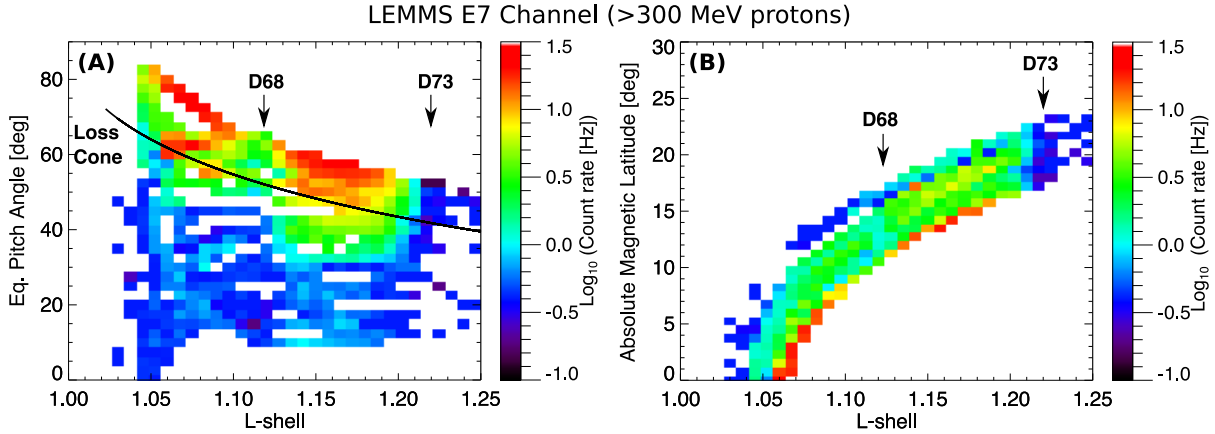 LEMMS E7 Channel (>300 MeV protons)
(A)
D68
D73
Loss
Cone
Eq. Pitch Angle [deg]
80
60
40
20
0
1.00
1.05
1.10
1.15
1.20
1.25
L-shell
1.5
1.0
0.5
0.0
-0.5
-1.0
Log10 (Count rate [Hz])
(B)
D73
D68
Absolute Magnetic Latitude [deg]
30
25
20
15
10
5
0
1.00
1.05
1.10
1.15
1.20
1.25
L-shell
1.5
1.0
0.5
0.0
-0.5
-1.0
Log10 (Count rate [Hz])